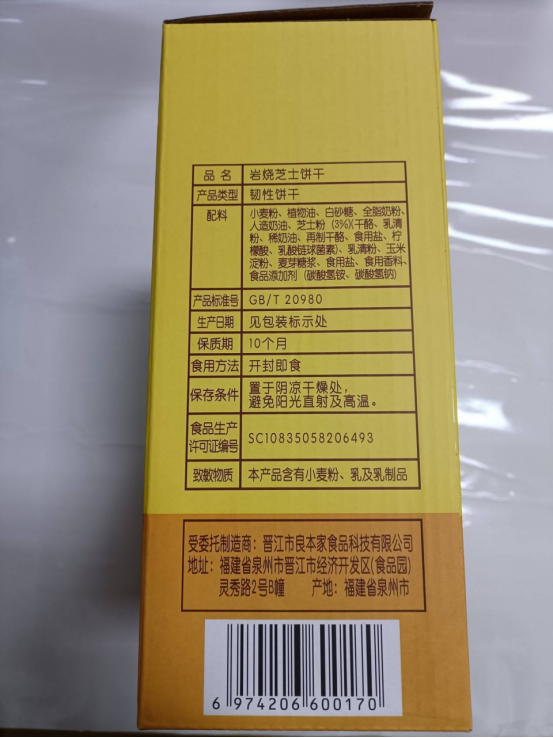 品名 岩烧芝士饼干
产品类型 韧性饼干
配料 小麦粉、植物油、白砂糖、全脂奶粉、
人造奶油、芝士粉(3%)(干酪、乳清
粉、稀奶油、再制干酪、食用盐、柠
檬酸、乳酸链球菌素)、乳清粉、玉米
淀粉、麦芽糖浆、食用盐、食用香料、
食品添加剂(碳酸氢铵、碳酸氢钠)
产品标准号 GB/T 20980
生产日期 见包装标示处
保质期 10个月
食用方法 开封即食
保存条件 置于阴凉干燥处,
避免阳光直射及高温。
食品生产
许可证编号 SC10835058206493
致敏物质 本产品含有小麦粉、乳及乳制品
受委托制造商:晋江市良本家食品科技有限公司
地址:福建省泉州市晋江市经济开发区(食品园)
灵秀路2号B幢 产地:福建省泉州市
6 974206 600170